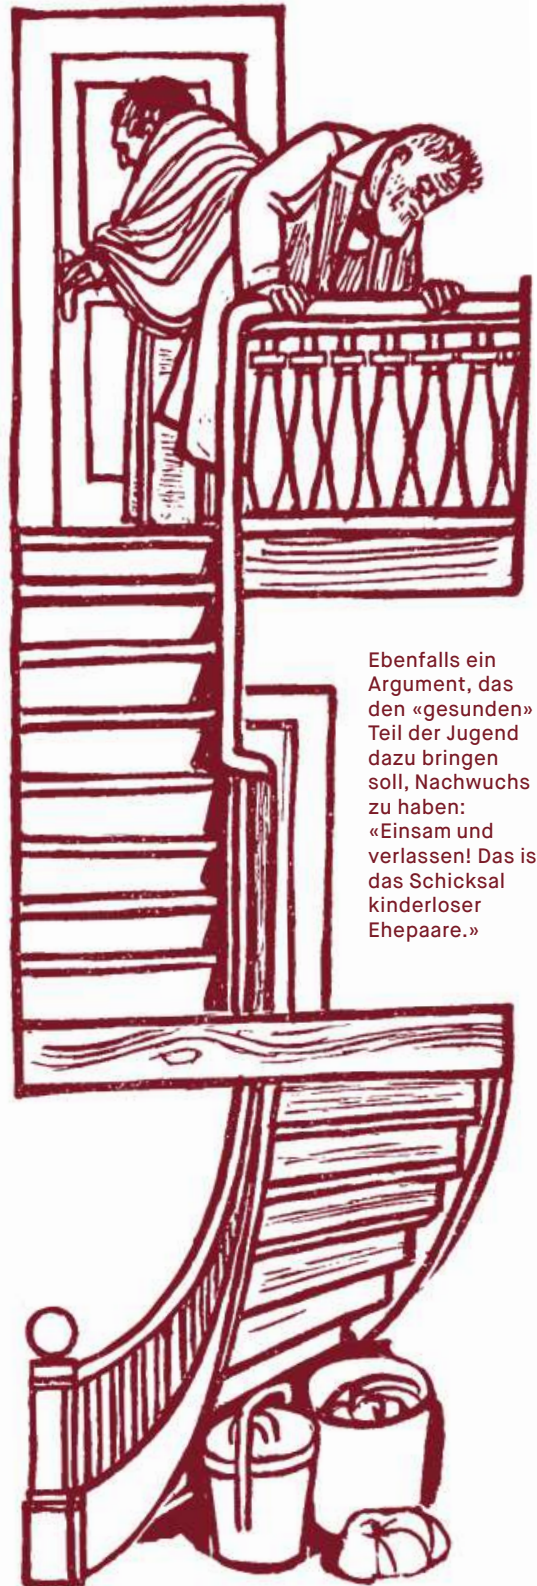 Ebenfalls ein
Argument, das
den «gesunden»
Teil der Jugend
dazu bringen
soll, Nachwuchs
zu haben:
«Einsam und
verlassen! Das is
das Schicksal
kinderloser
Ehepaare.»